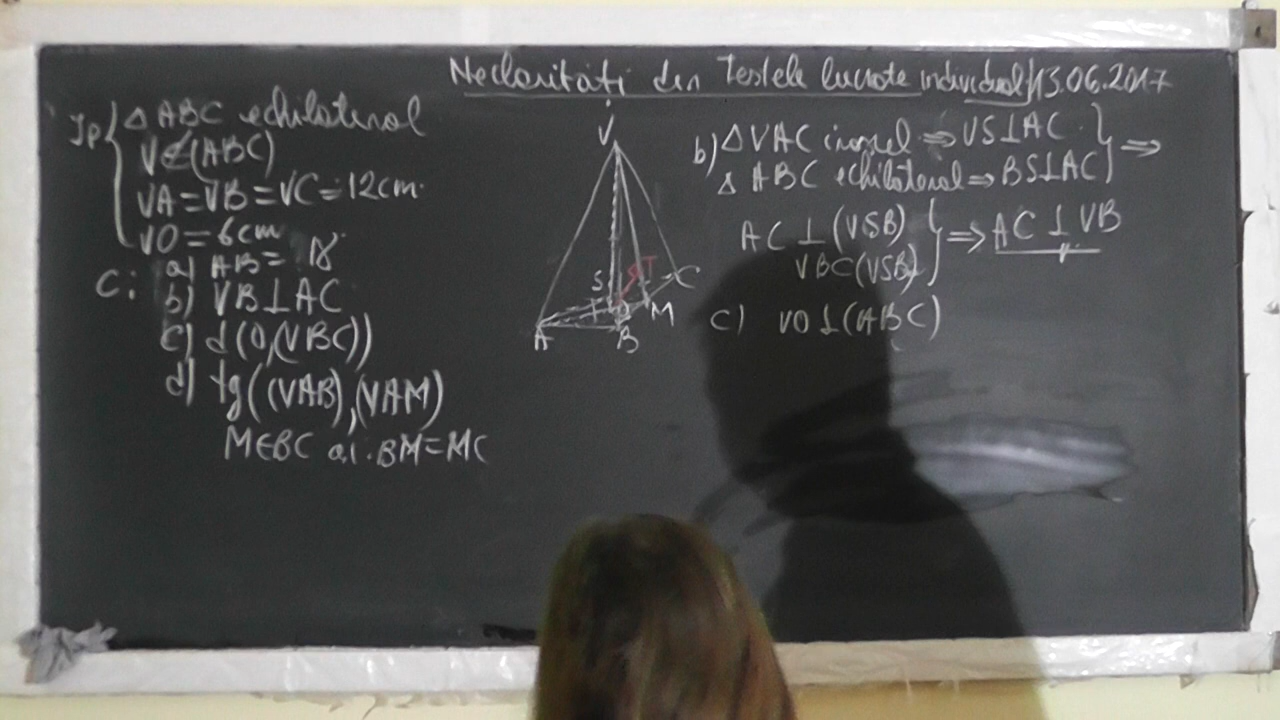 Neclarități din Testele lucrate individual/13.06.2017
Jp { △ ABC echilateral
V∉(ABC)
VA=VB=VC=12cm
VO=6cm
a) AB= 18
C: b) VB⊥AC
c) d(O,(VBC))
d) tg((VAB),(VAM)
M∈BC a.î. BM=MC
V
S
T
C
O
M
A
B
b) △VAC isoscel ⇒ VS⊥AC } ⇒
△ ABC echilateral ⇒ BS⊥AC
AC ⊥ (VSB) } ⇒ AC ⊥ VB
VB⊂(VSB)
c) VO⊥(ABC)